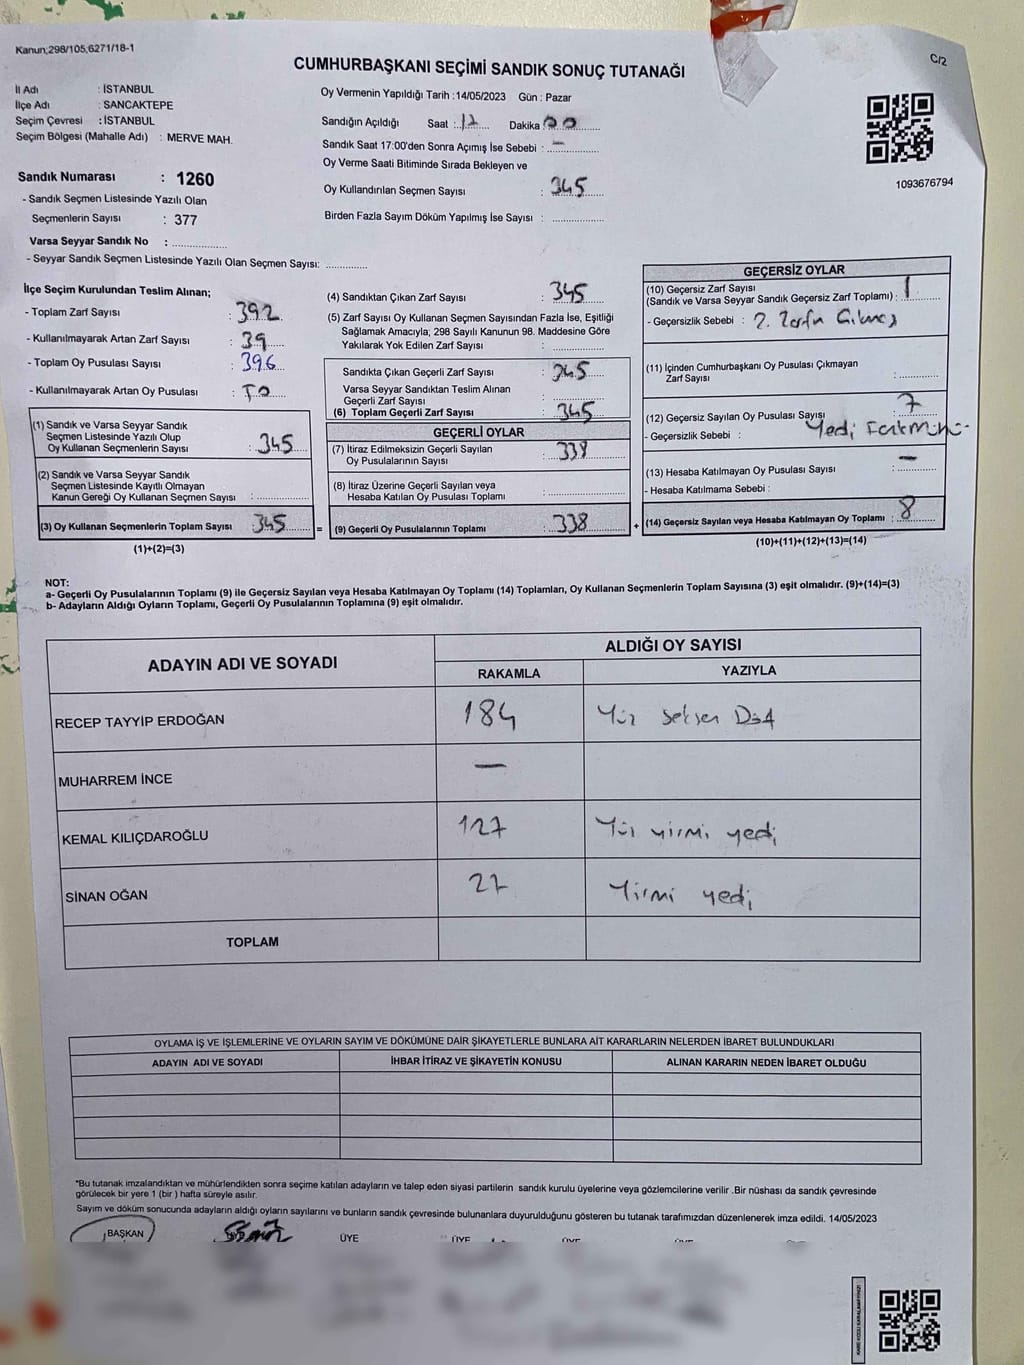 Kanun;298/105,6271/18-1
C/2
CUMHURBAŞKANI SEÇİMİ SANDIK SONUÇ TUTANAĞI
İl Adı : İSTANBUL
İlçe Adı : SANCAKTEPE
Seçim Çevresi : İSTANBUL
Seçim Bölgesi (Mahalle Adı) : MERVE MAH.
Sandık Numarası : 1260
- Sandık Seçmen Listesinde Yazılı Olan
Seçmenlerin Sayısı : 377
Varsa Seyyar Sandık No :
- Seyyar Sandık Seçmen Listesinde Yazılı Olan Seçmen Sayısı:
Oy Vermenin Yapıldığı Tarih :14/05/2023 Gün : Pazar
Sandığın Açıldığı Saat : 17 Dakika : 00
Sandık Saat 17:00'den Sonra Açımış İse Sebebi : —
Oy Verme Saati Bitiminde Sırada Bekleyen ve
Oy Kullandırılan Seçmen Sayısı : 345
Birden Fazla Sayım Döküm Yapılmış İse Sayısı :
1093676794
İlçe Seçim Kurulundan Teslim Alınan;
- Toplam Zarf Sayısı : 392
- Kullanılmayarak Artan Zarf Sayısı : 39
- Toplam Oy Pusulası Sayısı : 396
- Kullanılmayarak Artan Oy Pusulası :
(1) Sandık ve Varsa Seyyar Sandık
Seçmen Listesinde Yazılı Olup
Oy Kullanan Seçmenlerin Sayısı : 345
(2) Sandık ve Varsa Seyyar Sandık
Seçmen Listesinde Kayıtlı Olmayan
Kanun Gereği Oy Kullanan Seçmen Sayısı :
(3) Oy Kullanan Seçmenlerin Toplam Sayısı : 345 =
(1)+(2)=(3)
(4) Sandıktan Çıkan Zarf Sayısı : 345
(5) Zarf Sayısı Oy Kullanan Seçmen Sayısından Fazla İse, Eşitliği
Sağlamak Amacıyla; 298 Sayılı Kanunun 98. Maddesine Göre
Yakılarak Yok Edilen Zarf Sayısı :
Sandıkta Çıkan Geçerli Zarf Sayısı : 345
Varsa Seyyar Sandıktan Teslim Alınan
Geçerli Zarf Sayısı :
(6) Toplam Geçerli Zarf Sayısı : 345
GEÇERLİ OYLAR
(7) İtiraz Edilmeksizin Geçerli Sayılan
Oy Pusulalarının Sayısı : 338
(8) İtiraz Üzerine Geçerli Sayılan veya
Hesaba Katılan Oy Pusulası Toplamı :
(9) Geçerli Oy Pusulalarının Toplamı : 338 +
GEÇERSİZ OYLAR
(10) Geçersiz Zarf Sayısı
(Sandık ve Varsa Seyyar Sandık Geçersiz Zarf Toplamı) : 1
- Geçersizlik Sebebi :
(11) İçinden Cumhurbaşkanı Oy Pusulası Çıkmayan
Zarf Sayısı :
(12) Geçersiz Sayılan Oy Pusulası Sayısı : 7
- Geçersizlik Sebebi : Yedi
(13) Hesaba Katılmayan Oy Pusulası Sayısı : —
- Hesaba Katılmama Sebebi :
(14) Geçersiz Sayılan veya Hesaba Katılmayan Oy Toplamı : 8
(10)+(11)+(12)+(13)=(14)
NOT:
a- Geçerli Oy Pusulalarının Toplamı (9) ile Geçersiz Sayılan veya Hesaba Katılmayan Oy Toplamı (14) Toplamları, Oy Kullanan Seçmenlerin Toplam Sayısına (3) eşit olmalıdır. (9)+(14)=(3)
b- Adayların Aldığı Oyların Toplamı, Geçerli Oy Pusulalarının Toplamına (9) eşit olmalıdır.
ADAYIN ADI VE SOYADI
ALDIĞI OY SAYISI
RAKAMLA YAZIYLA
RECEP TAYYİP ERDOĞAN 184 Yüz seksen Dört
MUHARREM İNCE —
KEMAL KILIÇDAROĞLU 127 Yüz yirmi yedi
SİNAN OĞAN 27 Yirmi yedi
TOPLAM
OYLAMA İŞ VE İŞLEMLERİNE VE OYLARIN SAYIM VE DÖKÜMÜNE DAİR ŞİKAYETLERLE BUNLARA AİT KARARLARIN NELERDEN İBARET BULUNDUKLARI
ADAYIN ADI VE SOYADI İHBAR İTİRAZ VE ŞİKAYETİN KONUSU ALINAN KARARIN NEDEN İBARET OLDUĞU
*Bu tutanak imzalandıktan ve mühürlendikten sonra seçime katılan adayların ve talep eden siyasi partilerin sandık kurulu üyelerine veya gözlemcilerine verilir .Bir nüshası da sandık çevresinde
görülecek bir yere 1 (bir ) hafta süreyle asılır.
Sayım ve döküm sonucunda adayların aldığı oyların sayılarını ve bunların sandık çevresinde bulunanlara duyurulduğunu gösteren bu tutanak tarafımızdan düzenlenerek imza edildi. 14/05/2023
BAŞKAN ÜYE ÜYE ÜYE ÜYE